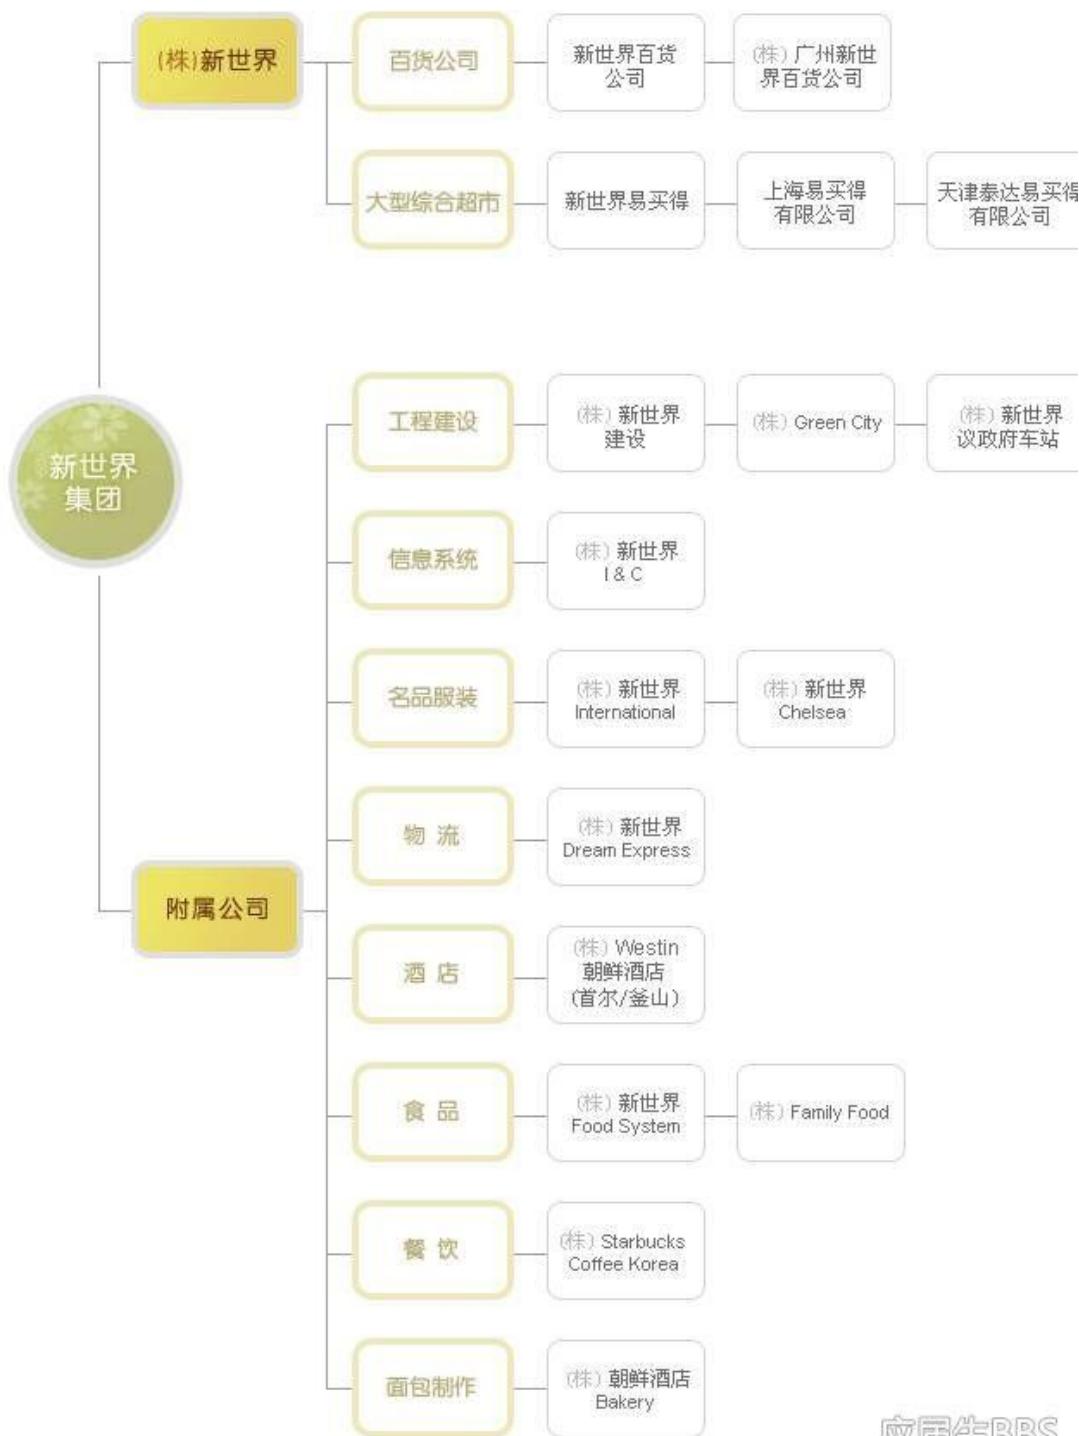 (株)新世界
百货公司
新世界百货
公司
(株) 广州新世
界百货公司
大型综合超市
新世界易买得
上海易买得
有限公司
天津泰达易买得
有限公司
新世界
集团
工程建设
(株) 新世界
建设
(株) Green City
(株) 新世界
议政府车站
信息系统
(株) 新世界
I & C
名品服装
(株) 新世界
International
(株) 新世界
Chelsea
物 流
(株) 新世界
Dream Express
附属公司
酒 店
(株) Westin
朝鲜酒店
(首尔/釜山)
食 品
(株) 新世界
Food System
(株) Family Food
餐 饮
(株) Starbucks
Coffee Korea
面包制作
(株) 朝鲜酒店
Bakery
应届生BBS